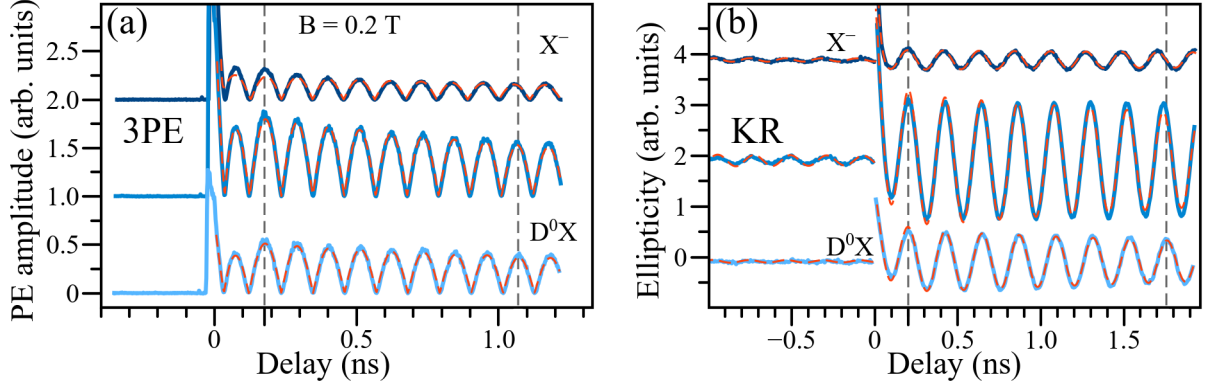 (a)
B = 0.2 T
X⁻
3PE
D⁰X
PE amplitude (arb. units)
2.5
2.0
1.5
1.0
0.5
0
0
0.5
1.0
Delay (ns)
(b)
X⁻
KR
D⁰X
Ellipticity (arb. units)
4
3
2
1
0
−0.5
0
0.5
1.0
1.5
Delay (ns)